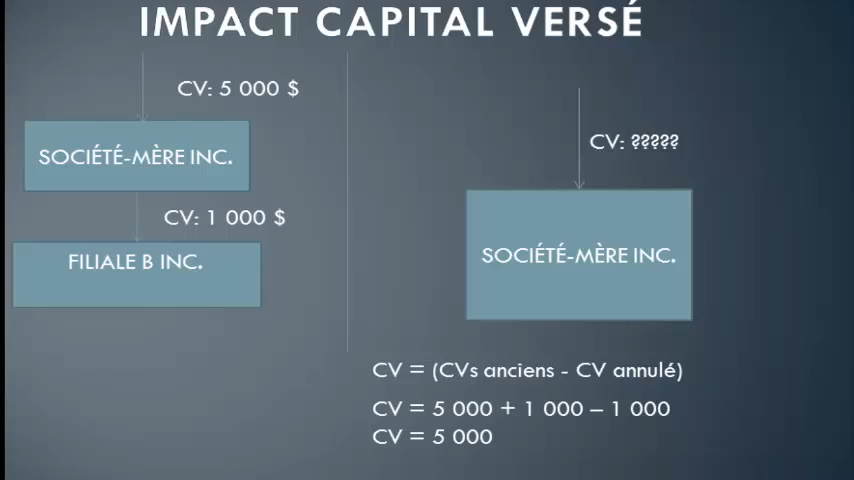 IMPACT CAPITAL VERSÉ
CV: 5 000 $
SOCIÉTÉ-MÈRE INC.
CV: 1 000 $
FILIALE B INC.
CV: ?????
SOCIÉTÉ-MÈRE INC.
CV = (CVs anciens - CV annulé)
CV = 5 000 + 1 000 – 1 000
CV = 5 000